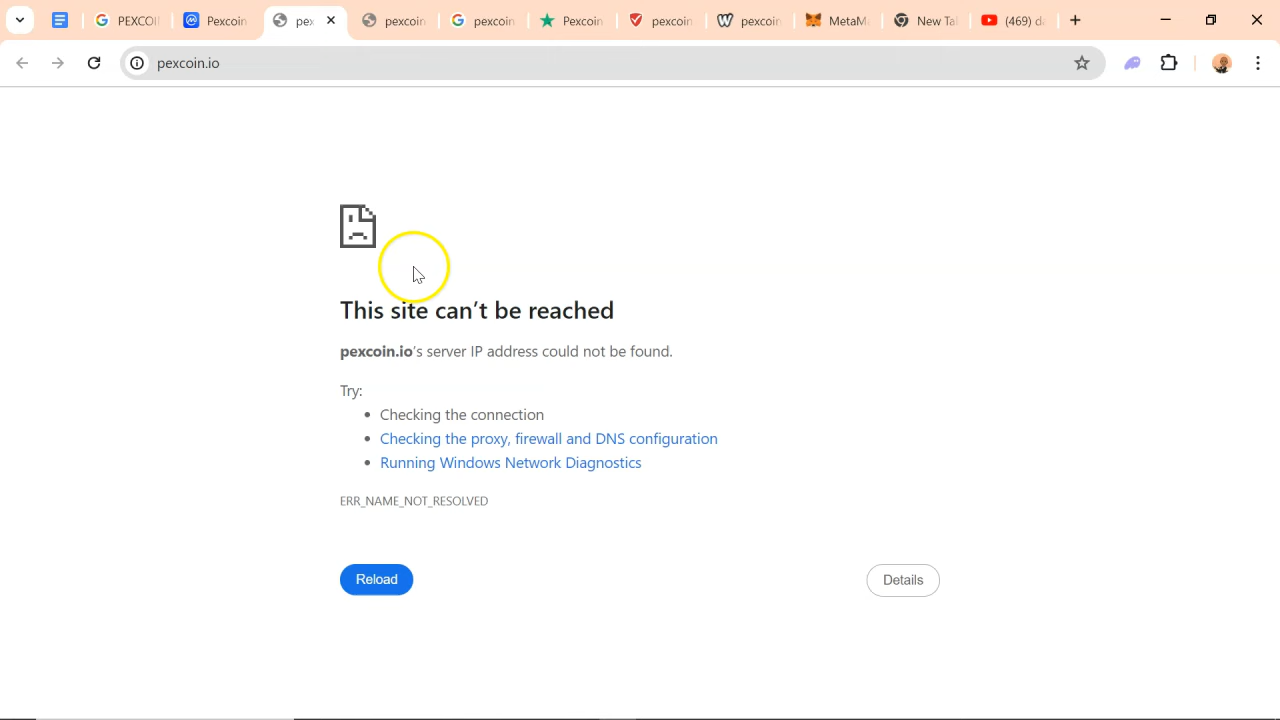 PEXCOI
Pexcoin
pex
pexcoin
pexcoin
Pexcoin
pexcoin
pexcoin
MetaM
New Ta
(469) d
pexcoin.io
This site can't be reached
pexcoin.io's server IP address could not be found.
Try:
• Checking the connection
• Checking the proxy, firewall and DNS configuration
• Running Windows Network Diagnostics
ERR_NAME_NOT_RESOLVED
Reload
Details